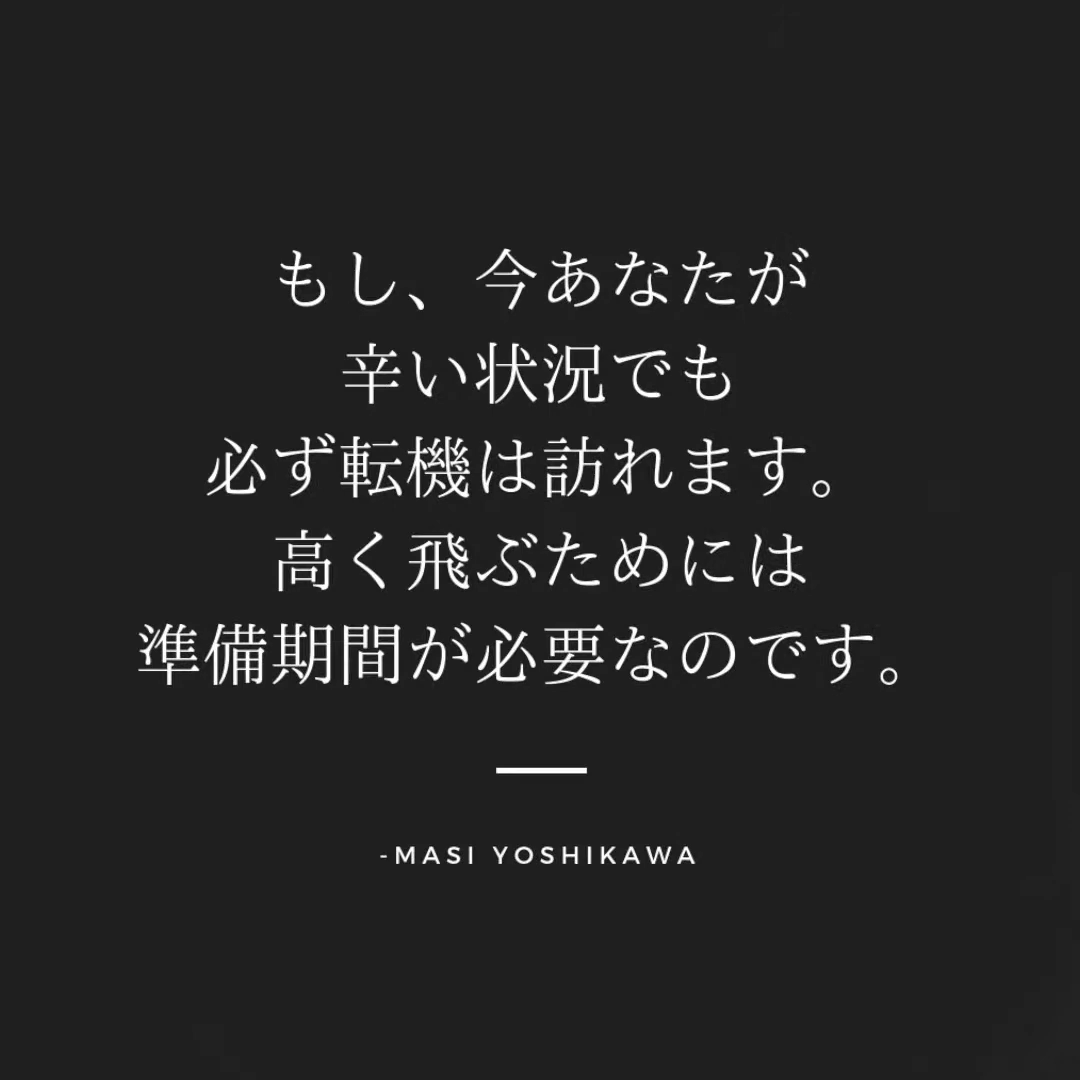 もし、今あなたが
辛い状況でも
必ず転機は訪れます。
高く飛ぶためには
準備期間が必要なのです。
-MASI YOSHIKAWA